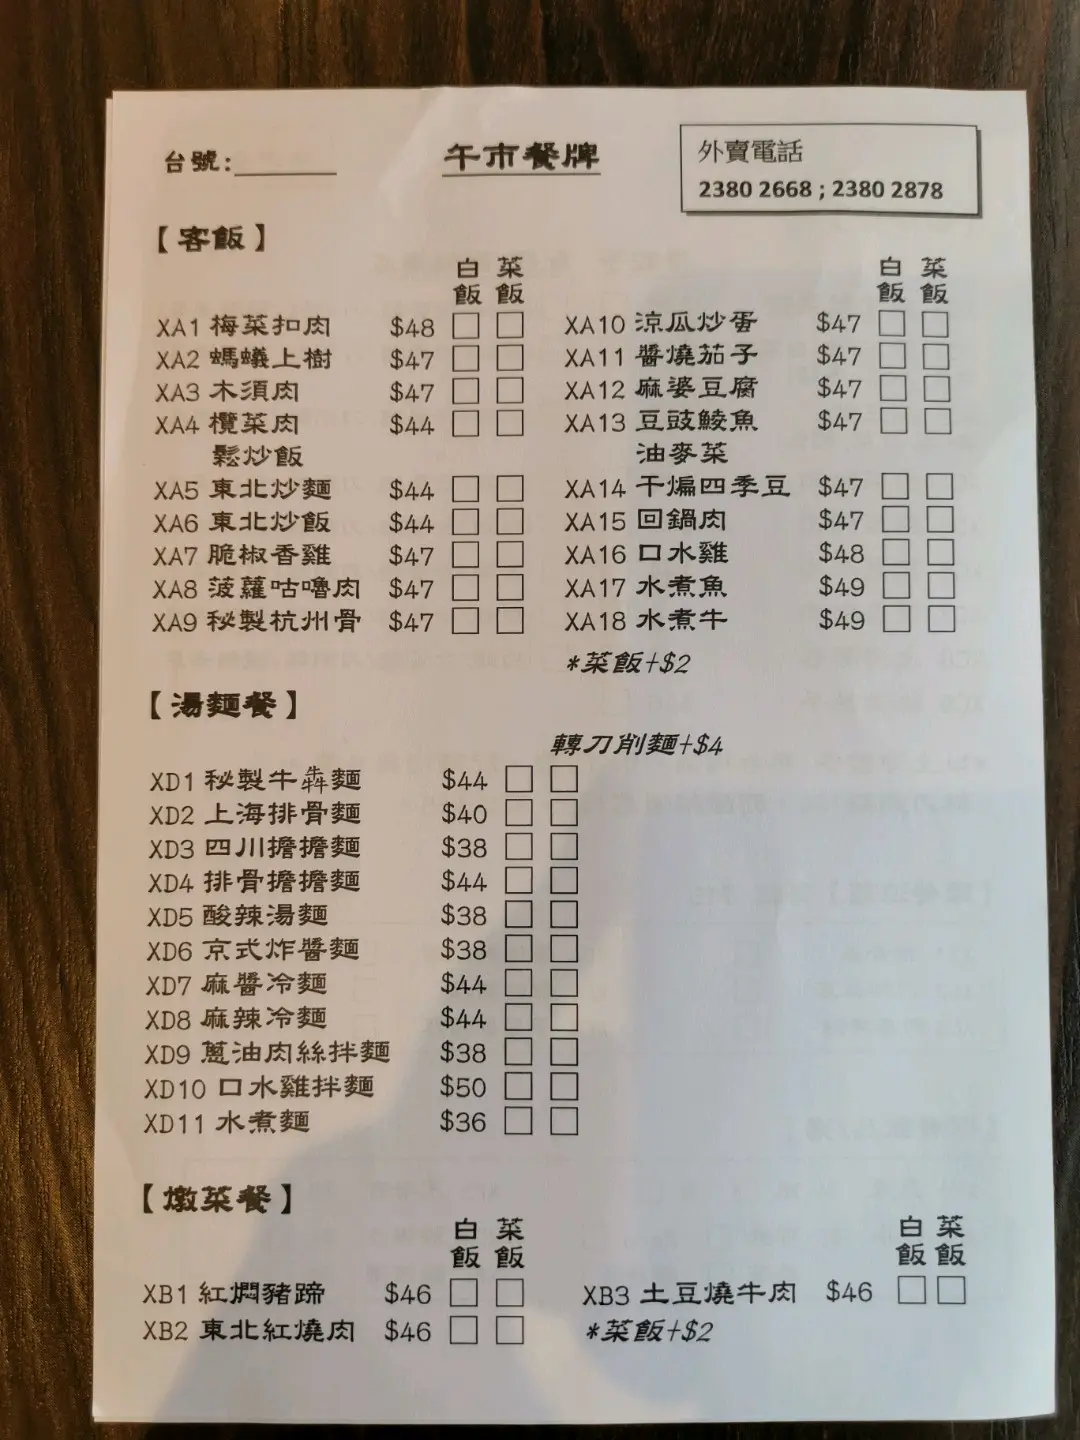 台號:______
午市餐牌
外賣電話
2380 2668 ; 2380 2878
【客飯】
白飯 菜飯
XA1 梅菜扣肉 $48 □ □
XA2 螞蟻上樹 $47 □ □
XA3 木須肉 $47 □ □
XA4 欖菜肉 $44 □ □
鬆炒飯
XA5 東北炒麵 $44 □ □
XA6 東北炒飯 $44 □ □
XA7 脆椒香雞 $47 □ □
XA8 菠蘿咕嚕肉 $47 □ □
XA9 秘製杭州骨 $47 □ □
白飯 菜飯
XA10 涼瓜炒蛋 $47 □ □
XA11 醬燒茄子 $47 □ □
XA12 麻婆豆腐 $47 □ □
XA13 豆豉鯪魚 $47 □ □
油麥菜
XA14 干煸四季豆 $47 □ □
XA15 回鍋肉 $47 □ □
XA16 口水雞 $48 □ □
XA17 水煮魚 $49 □ □
XA18 水煮牛 $49 □ □
*菜飯+$2
【湯麵餐】
轉刀削麵+$4
XD1 秘製牛犇麵 $44 □ □
XD2 上海排骨麵 $40 □ □
XD3 四川擔擔麵 $38 □ □
XD4 排骨擔擔麵 $44 □ □
XD5 酸辣湯麵 $38 □ □
XD6 京式炸醬麵 $38 □ □
XD7 麻醬冷麵 $44 □ □
XD8 麻辣冷麵 $44 □ □
XD9 蔥油肉絲拌麵 $38 □ □
XD10 口水雞拌麵 $50 □ □
XD11 水煮麵 $36 □ □
【燉菜餐】
白飯 菜飯
XB1 紅燜豬蹄 $46 □ □
XB2 東北紅燒肉 $46 □ □
白飯 菜飯
XB3 土豆燒牛肉 $46 □ □
*菜飯+$2